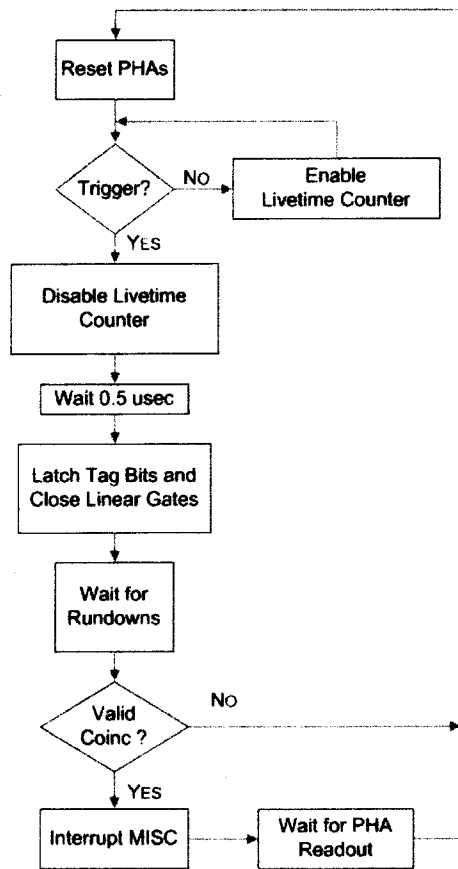 Reset PHAs
Trigger?
NO
Enable
Livetime Counter
YES
Disable Livetime
Counter
Wait 0.5 usec
Latch Tag Bits and
Close Linear Gates
Wait for
Rundowns
Valid
Coinc ?
NO
YES
Interrupt MISC
Wait for PHA
Readout